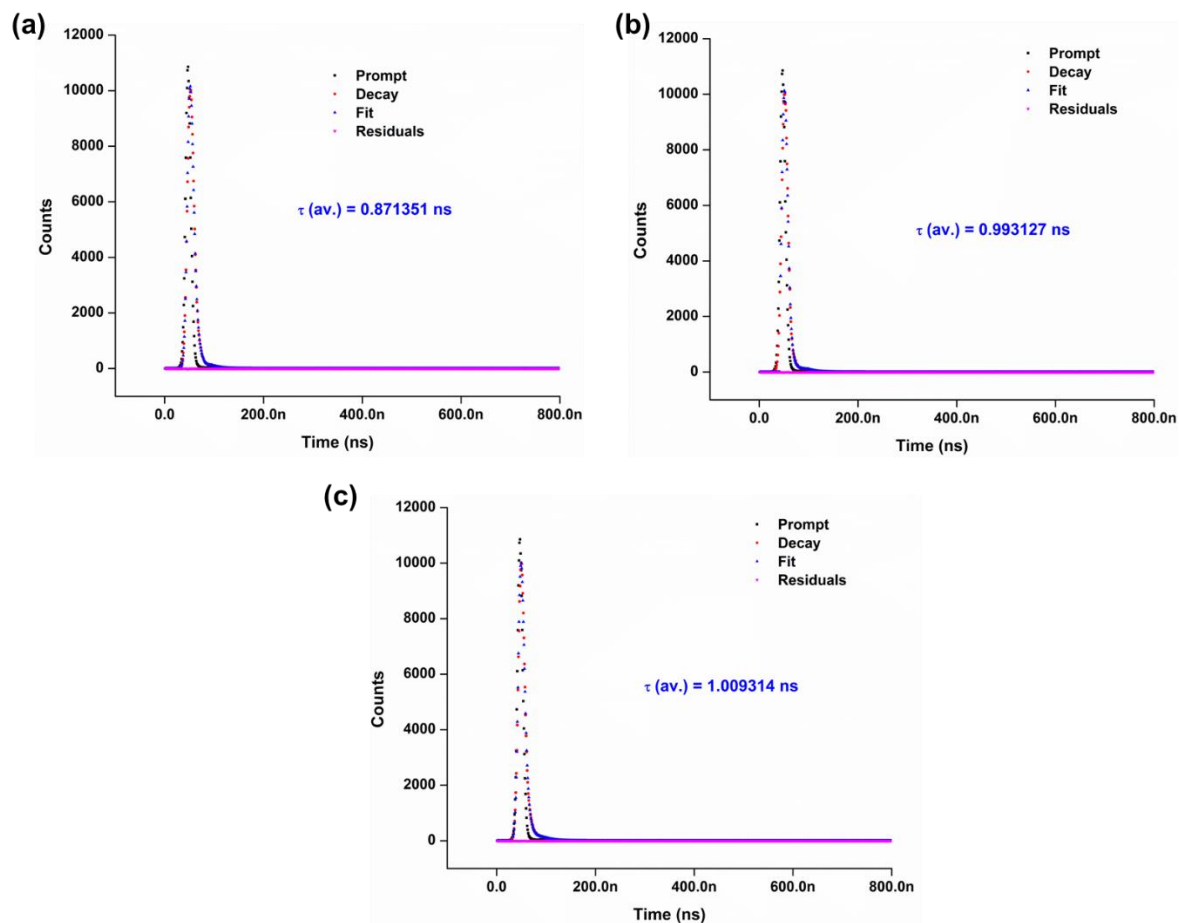 (a)
12000
10000
8000
6000
4000
2000
0
Counts
Prompt
Decay
Fit
Residuals
τ (av.) = 0.871351 ns
0.0 200.0n 400.0n 600.0n 800.0n
Time (ns)
(b)
12000
10000
8000
6000
4000
2000
0
Counts
Prompt
Decay
Fit
Residuals
τ (av.) = 0.993127 ns
0.0 200.0n 400.0n 600.0n 800.0n
Time (ns)
(c)
12000
10000
8000
6000
4000
2000
0
Counts
Prompt
Decay
Fit
Residuals
τ (av.) = 1.009314 ns
0.0 200.0n 400.0n 600.0n 800.0n
Time (ns)